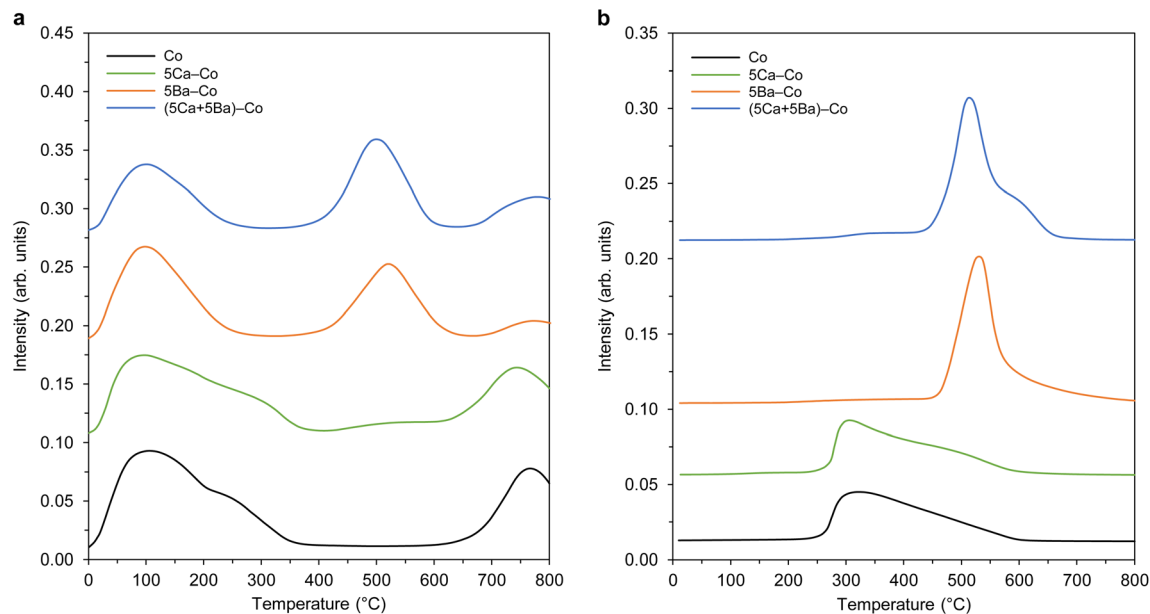 a
0.45
0.40
0.35
0.30
0.25
0.20
0.15
0.10
0.05
0.00
Intensity (arb. units)
Co
5Ca–Co
5Ba–Co
(5Ca+5Ba)–Co
0 100 200 300 400 500 600 700 800
Temperature (°C)
b
0.35
0.30
0.25
0.20
0.15
0.10
0.05
0.00
Intensity (arb. units)
Co
5Ca–Co
5Ba–Co
(5Ca+5Ba)–Co
0 100 200 300 400 500 600 700 800
Temperature (°C)